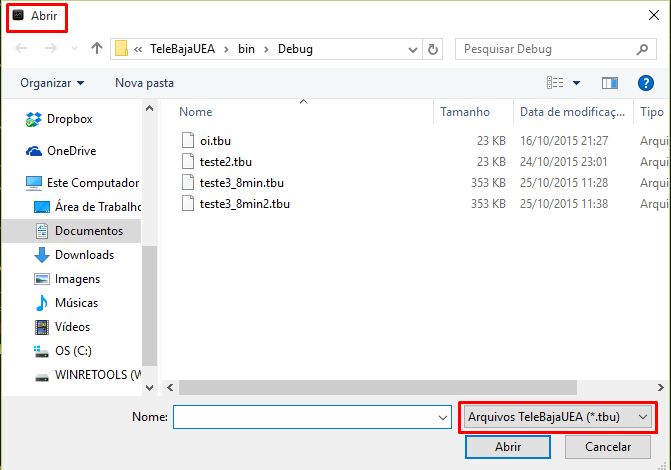 Abrir
« TeleBajaUEA › bin › Debug
Pesquisar Debug
Organizar
Nova pasta
?
Nome
Tamanho
Data de modificaç...
Tipo
Dropbox
OneDrive
Este Computador
Área de Trabalho
Documentos
Downloads
Imagens
Músicas
Vídeos
OS (C:)
WINRETOOLS (W
oi.tbu 23 KB 16/10/2015 21:27 Arqui
teste2.tbu 23 KB 24/10/2015 23:01 Arqui
teste3_8min.tbu 353 KB 25/10/2015 11:28 Arqui
teste3_8min2.tbu 353 KB 25/10/2015 11:38 Arqui
Nome:
Arquivos TeleBajaUEA (*.tbu)
Abrir
Cancelar